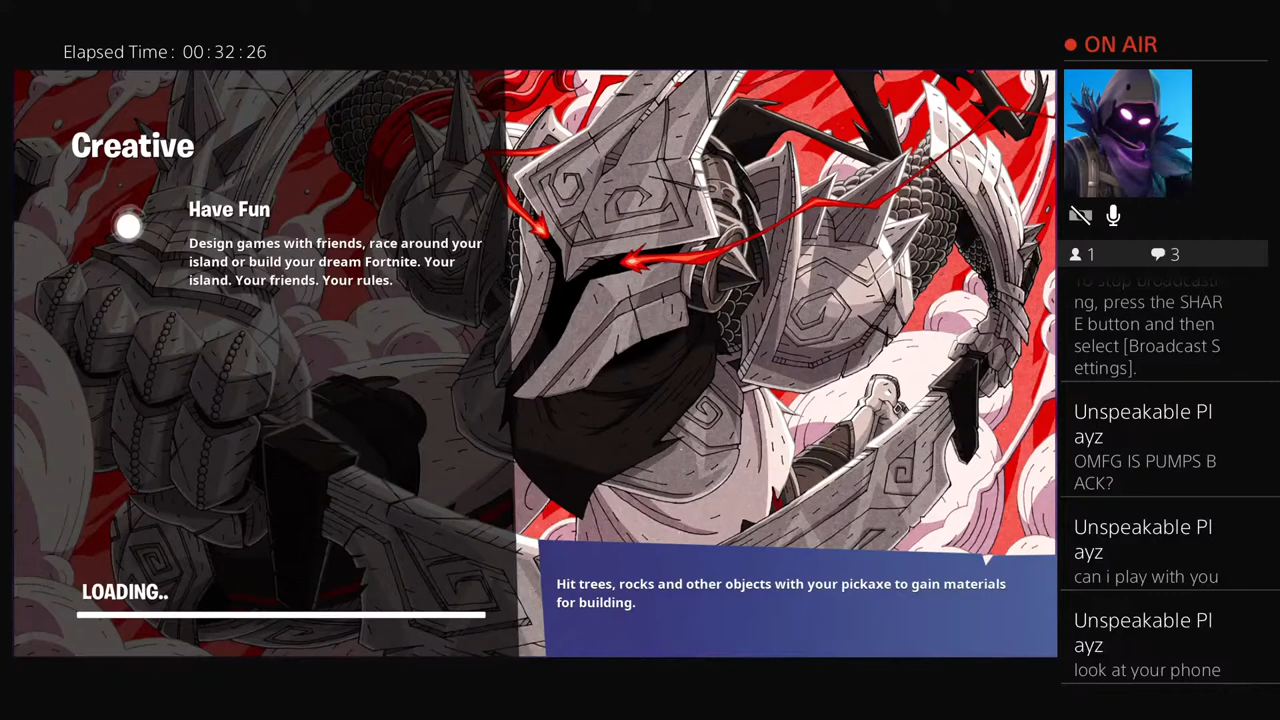 Elapsed Time: 00:32:26
Creative
Have Fun
Design games with friends, race around your
island or build your dream Fortnite. Your
island. Your friends. Your rules.
LOADING..
Hit trees, rocks and other objects with your pickaxe to gain materials
for building.
ON AIR
1 3
To stop broadcasti
ng, press the SHAR
E button and then
select [Broadcast S
ettings].
Unspeakable Pl
ayz
OMFG IS PUMPS B
ACK?
Unspeakable Pl
ayz
can i play with you
Unspeakable Pl
ayz
look at your phone